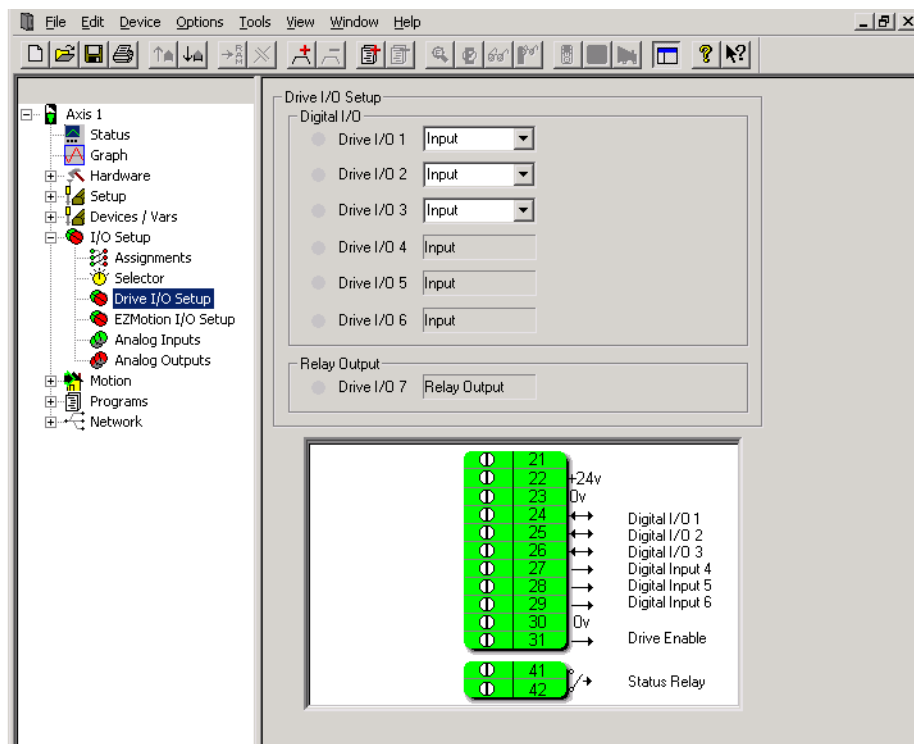 File Edit Device Options Tools View Window Help
Axis 1
Status
Graph
Hardware
Setup
Devices / Vars
I/O Setup
Assignments
Selector
Drive I/O Setup
EZMotion I/O Setup
Analog Inputs
Analog Outputs
Motion
Programs
Network
Drive I/O Setup
Digital I/O
Drive I/O 1 Input
Drive I/O 2 Input
Drive I/O 3 Input
Drive I/O 4 Input
Drive I/O 5 Input
Drive I/O 6 Input
Relay Output
Drive I/O 7 Relay Output
21
22 +24v
23 0v
24 Digital I/O 1
25 Digital I/O 2
26 Digital I/O 3
27 Digital Input 4
28 Digital Input 5
29 Digital Input 6
30 0v
31 Drive Enable
41
42 Status Relay